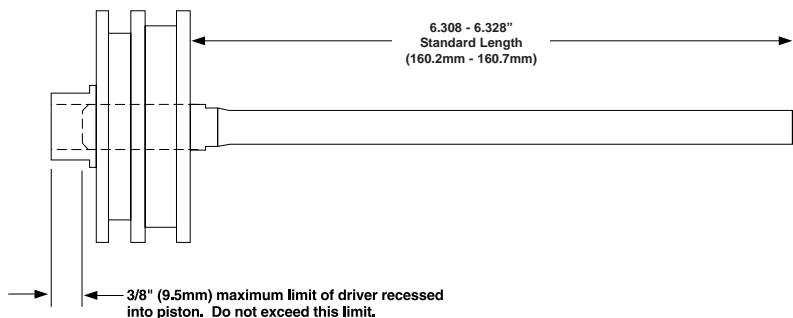 6.308 - 6.328”
Standard Length
(160.2mm - 160.7mm)
3/8" (9.5mm) maximum limit of driver recessed
into piston. Do not exceed this limit.